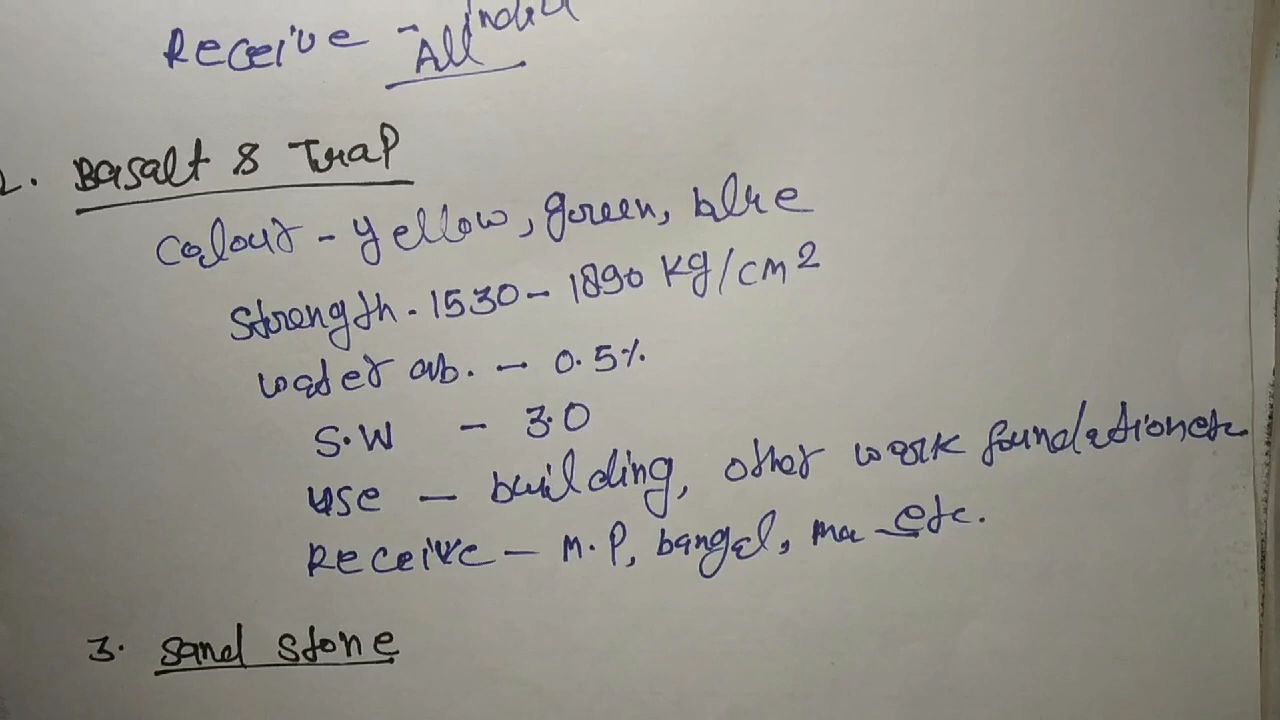 Receive - All India
2. Basalt & Trap
Colour - yellow, green, blue
Strength - 1530 - 1890 kg/cm2
water ab. - 0.5%
S.W - 3.0
use - building, other work foundation etc.
Receive - M.P, bangal, ma etc.
3. Sand stone